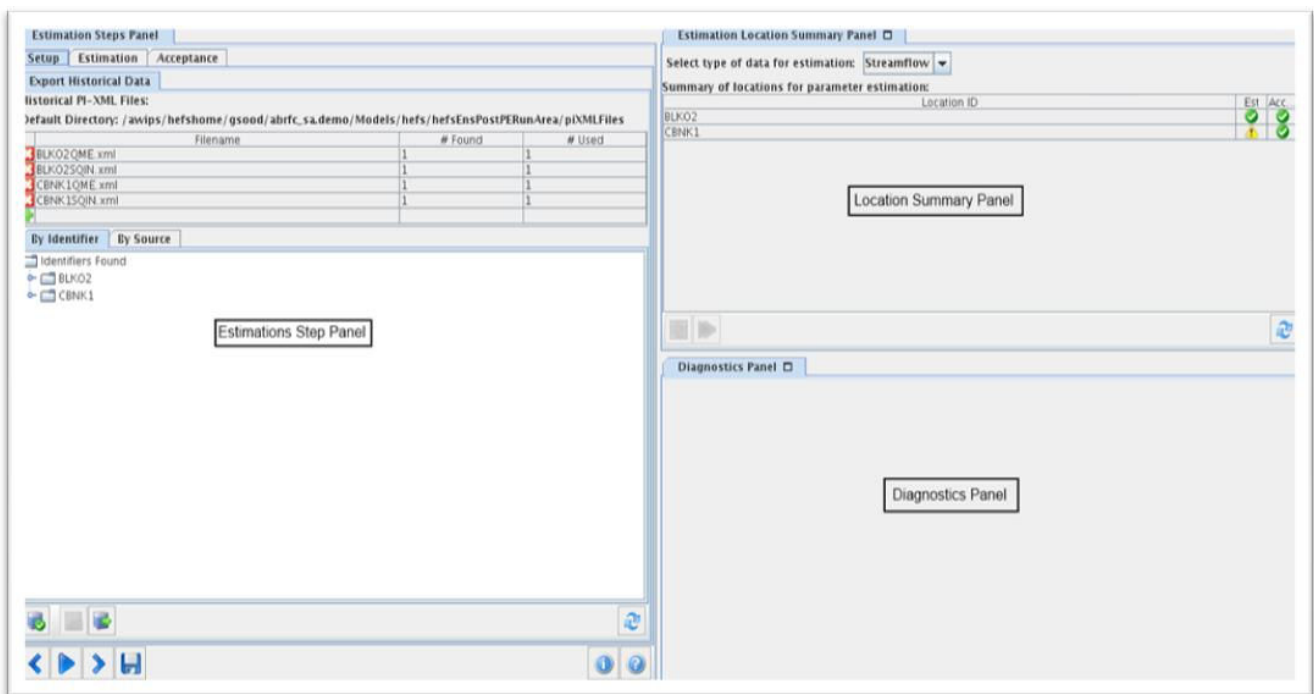 Estimation Steps Panel
Setup Estimation Acceptance
Export Historical Data
Historical PI-XML Files:
Default Directory: /awips/hefshome/gsood/abrfc_sa.demo/Models/hefs/hefsEnsPostPERunArea/piXMLFiles
Filename # Found # Used
BLKO2QME.xml 1 1
BLKO2SQIN.xml 1 1
CBNK1QME.xml 1 1
CBNK1SQIN.xml 1 1
By Identifier By Source
Identifiers Found
BLKO2
CBNK1
Estimations Step Panel
Estimation Location Summary Panel
Select type of data for estimation: Streamflow
Summary of locations for parameter estimation:
Location ID Est Acc
BLKO2
CBNK1
Location Summary Panel
Diagnostics Panel
Diagnostics Panel